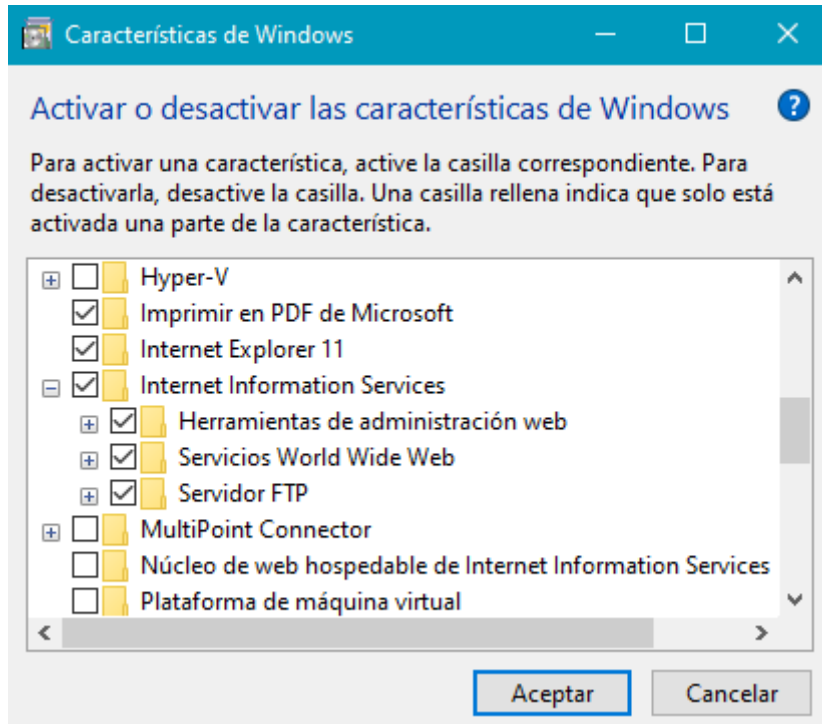 Características de Windows
Activar o desactivar las características de Windows
Para activar una característica, active la casilla correspondiente. Para
desactivarla, desactive la casilla. Una casilla rellena indica que solo está
activada una parte de la característica.
Hyper-V
Imprimir en PDF de Microsoft
Internet Explorer 11
Internet Information Services
Herramientas de administración web
Servicios World Wide Web
Servidor FTP
MultiPoint Connector
Núcleo de web hospedable de Internet Information Services
Plataforma de máquina virtual
Aceptar Cancelar